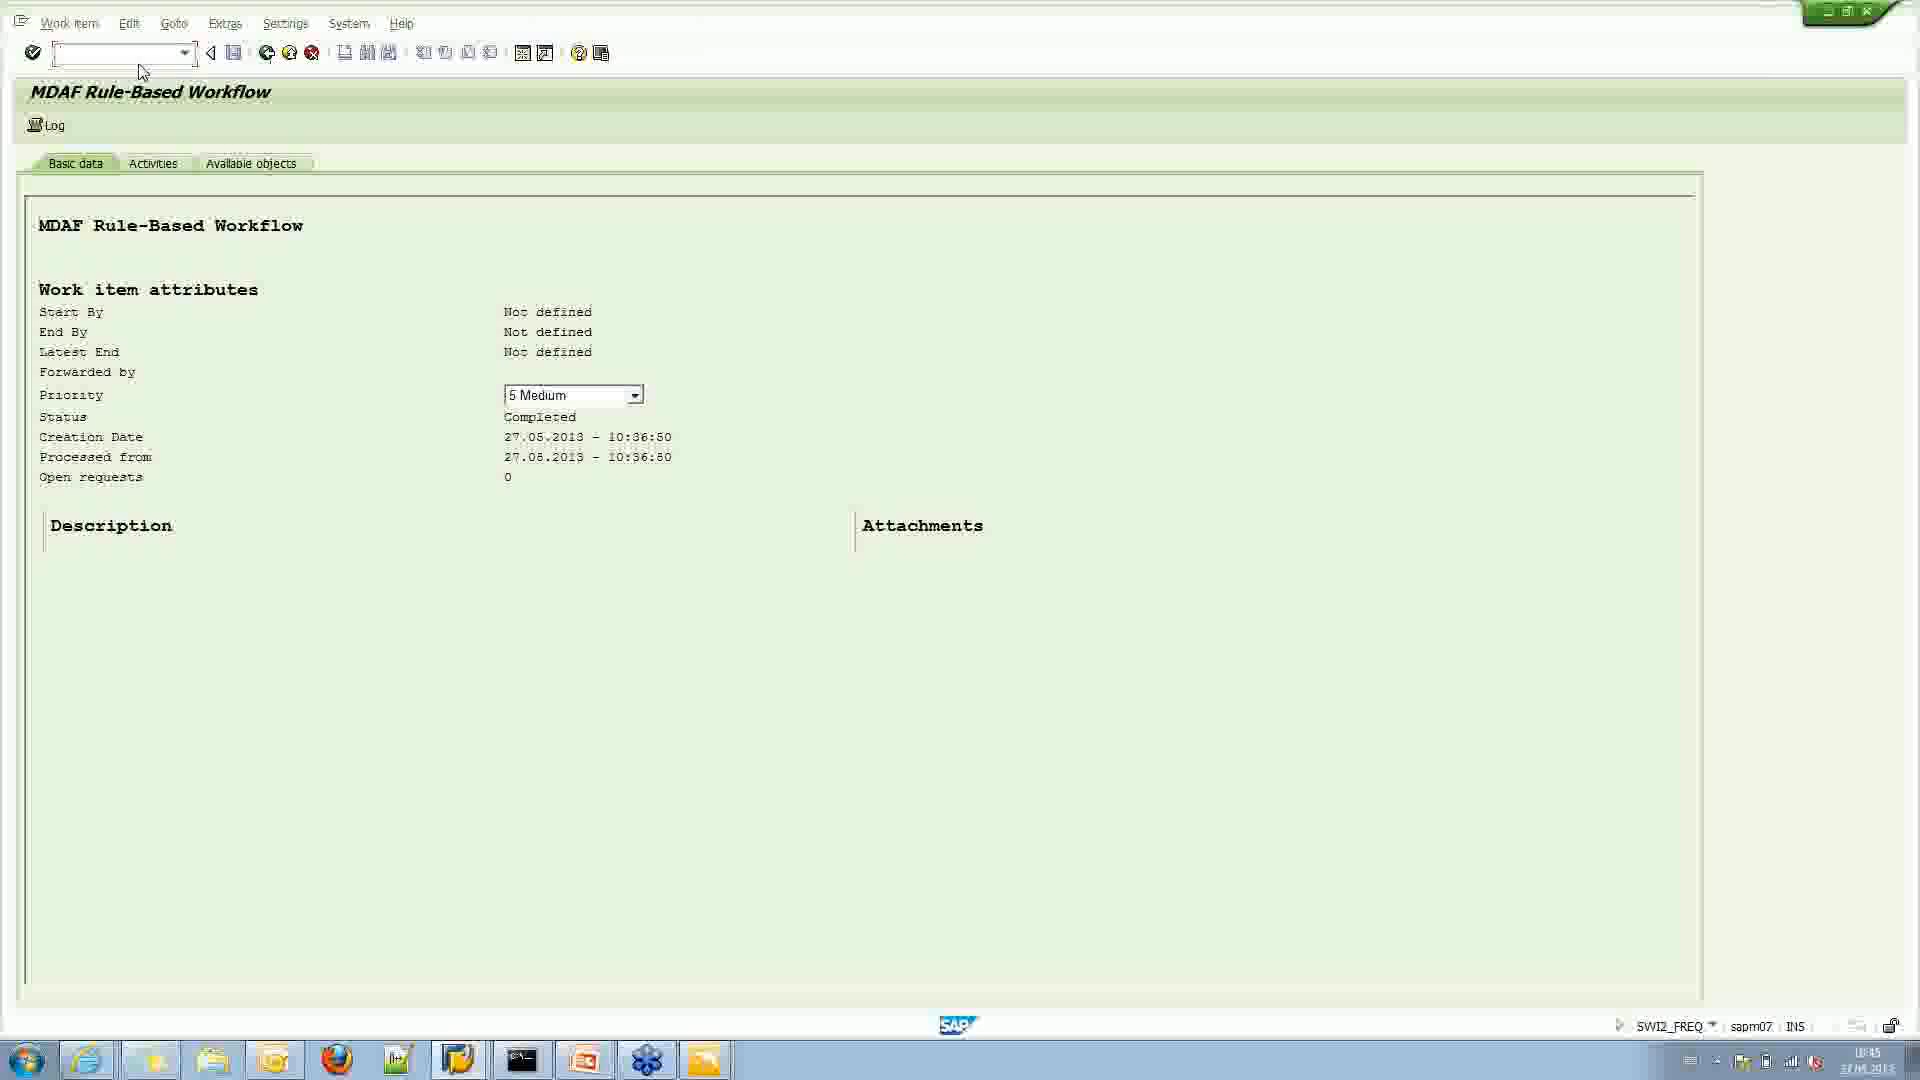 Work item Edit Goto Extras Settings System Help
MDAF Rule-Based Workflow
Log
Basic data Activities Available objects
MDAF Rule-Based Workflow
Work item attributes
Start By Not defined
End By Not defined
Latest End Not defined
Forwarded by
Priority 5 Medium
Status Completed
Creation Date 27.05.2013 - 10:36:50
Processed from 27.05.2013 - 10:36:50
Open requests 0
Description Attachments
SAP
SWI2_FREQ sapm07 INS
27.05.2013